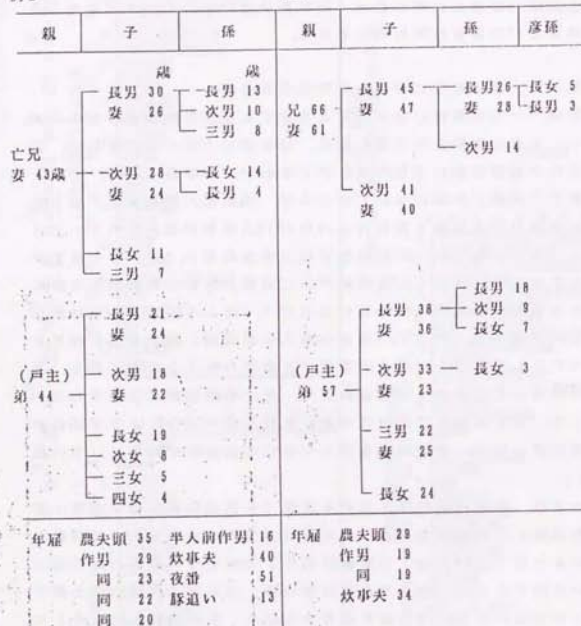 親 子 係 親 子 孫 彦孫
歳 歳
長男 30 長男 13 長男 45 長男 26 長女 5
妻 26 次男 10 兄 66 妻 47 妻 28 長男 3
三男 8 妻 61
次男 14
亡兄
妻 43歳 次男 28 長女 14
妻 24 長男 4 次男 41
妻 40
長女 11
三男 7
長男 18
長男 21 長男 38 次男 9
妻 24 妻 36 長女 7
(戸主) 次男 18 (戸主) 次男 33 長女 3
弟 44 妻 22 弟 57 妻 23
長女 19 三男 22
次女 8 妻 25
三女 5
四女 4 長女 24
年雇 農夫頭 35 半人前作男 16 年雇 農夫頭 29
作男 29 炊事夫 40 作男 19
同 23 夜番 51 同 19
同 22 豚追い 13 炊事夫 34
同 20